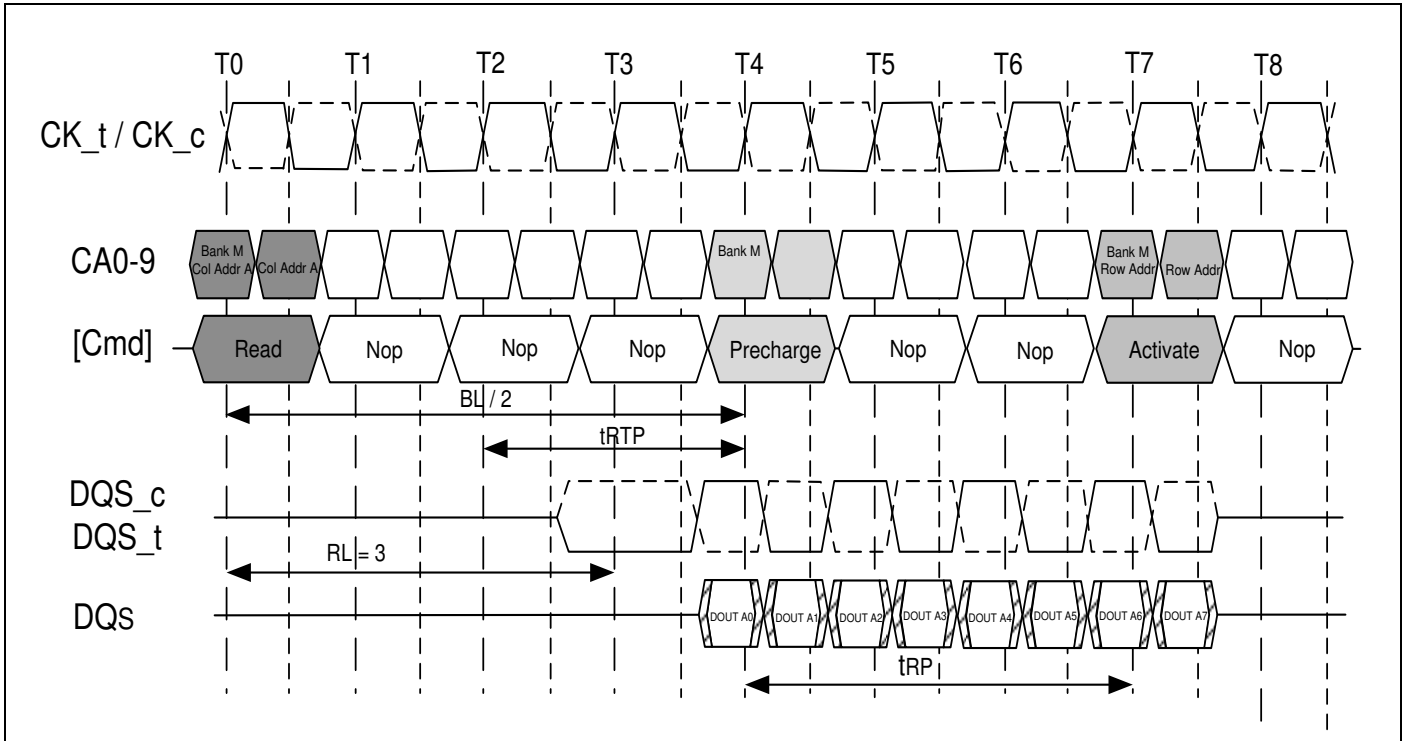 T0 T1 T2 T3 T4 T5 T6 T7 T8
CK_t / CK_c
CA0-9
Bank M
Col Addr A
Col Addr A
Bank M
Bank M
Row Addr
Row Addr
[Cmd]
Read Nop Nop Nop Precharge Nop Nop Activate Nop
BL / 2
tRTP
DQS_c
DQS_t
RL = 3
DQs
DOUT A0 DOUT A1 DOUT A2 DOUT A3 DOUT A4 DOUT A5 DOUT A6 DOUT A7
tRP